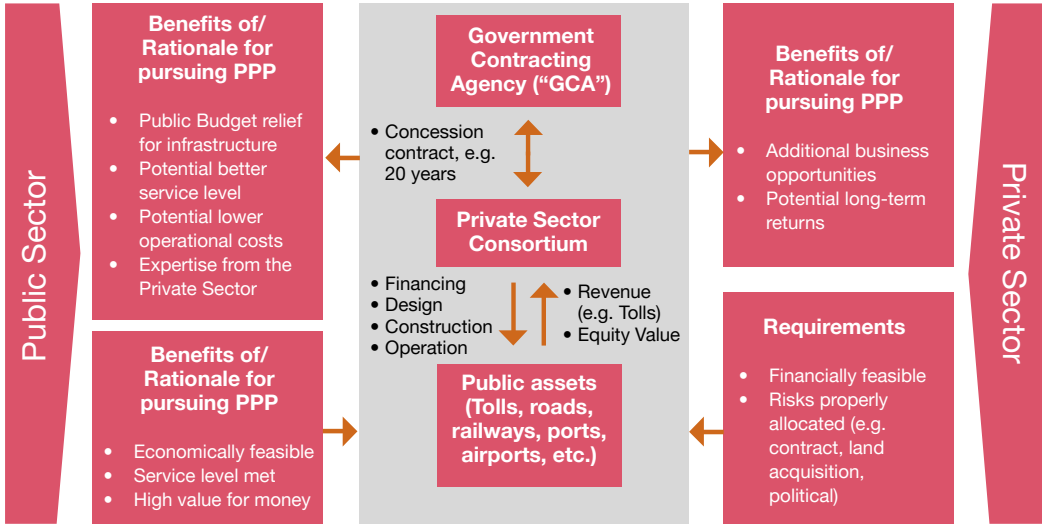 Public Sector
Benefits of/
Rationale for
pursuing PPP
• Public Budget relief
for infrastructure
• Potential better
service level
• Potential lower
operational costs
• Expertise from the
Private Sector
Benefits of/
Rationale for
pursuing PPP
• Economically feasible
• Service level met
• High value for money
Government
Contracting
Agency (“GCA”)
• Concession
contract, e.g.
20 years
Private Sector
Consortium
• Financing
• Design
• Construction
• Operation
• Revenue
(e.g. Tolls)
• Equity Value
Public assets
(Tolls, roads,
railways, ports,
airports, etc.)
Benefits of/
Rationale for
pursuing PPP
• Additional business
opportunities
• Potential long-term
returns
Requirements
• Financially feasible
• Risks properly
allocated (e.g.
contract, land
acquisition,
political)
Private Sector